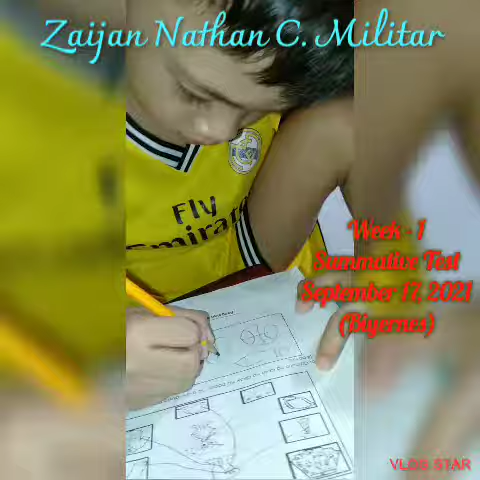 Zaijan Nathan C. Militar
Fly
Emirates
Week - 1
Summative Test
September 17, 2021
(Biyernes)
VLOG STAR